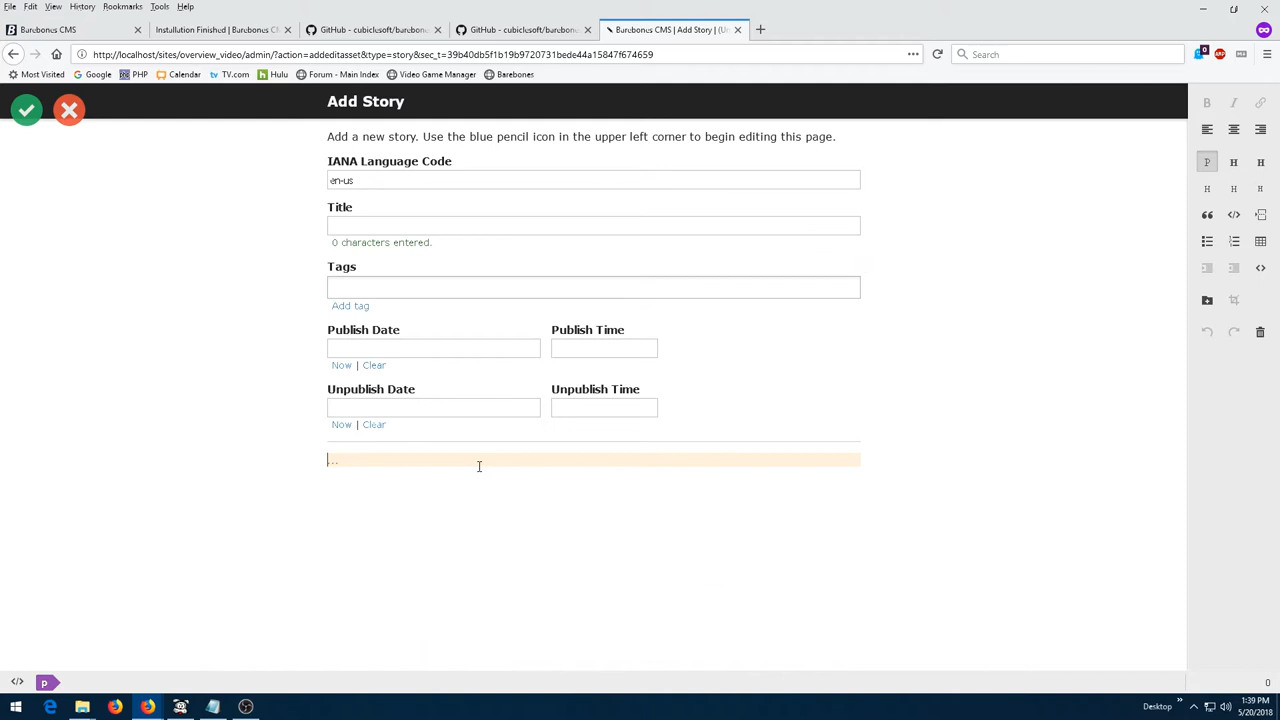 File Edit View History Bookmarks Tools Help
Barebones CMS
Installation Finished | Barebones C
GitHub - cubiclesoft/barebone
GitHub - cubiclesoft/barebone
Barebones CMS | Add Story | (Un
http://localhost/sites/overview_video/admin/?action=addeditasset&type=story&sec_t=39b40db5f1b19b9720731bede44a15847f674659
Search
0
ABP
Most Visited Google PHP Calendar TV.com Hulu Forum - Main Index Video Game Manager Barebones
Add Story
Add a new story. Use the blue pencil icon in the upper left corner to begin editing this page.
IANA Language Code
en-us
Title
0 characters entered.
Tags
Add tag
Publish Date Publish Time
Now | Clear
Unpublish Date Unpublish Time
Now | Clear
...
B I
P H H
H H H
p
0
Desktop
1:39 PM
5/20/2018